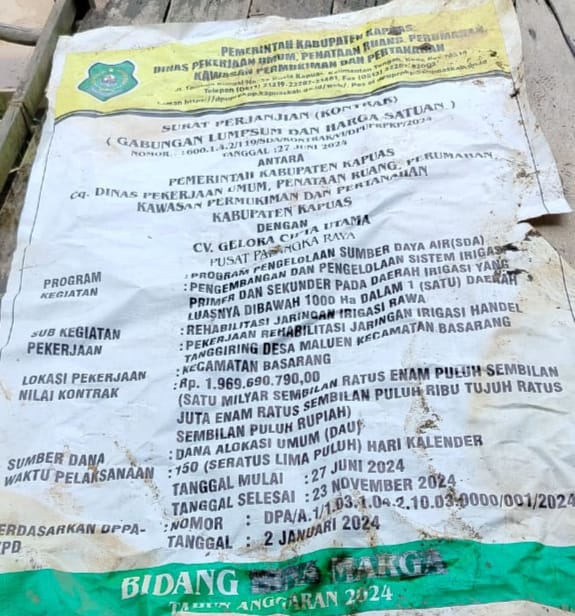 PEMERINTAH KABUPATEN KAPUAS
DINAS PEKERJAAN UMUM, PENATAAN RUANG, PERUMAHAN
KAWASAN PERMUKIMAN DAN PERTANAHAN
SURAT PERJANJIAN (KONTRAK)
( GABUNGAN LUMPSUM DAN HARGA SATUAN )
TANGGAL :27 JUNI 2024
ANTARA
PEMERINTAH KABUPATEN KAPUAS
cq. DINAS PEKERJAAN UMUM, PENATAAN RUANG, PERUMAHAN,
KAWASAN PERMUKIMAN DAN PERTANAHAN
KABUPATEN KAPUAS
DENGAN
CV. GELORA CIPTA UTAMA
PUSAT PALANGKA RAYA
PROGRAM : PROGRAM PENGELOLAAN SUMBER DAYA AIR(SDA)
KEGIATAN : PENGEMBANGAN DAN PENGELOLAAN SISTEM IRIGASI
PRIMER DAN SEKUNDER PADA DAERAH IRIGASI YANG
LUASNYA DIBAWAH 1000 Ha DALAM 1 (SATU) DAERAH
SUB KEGIATAN : REHABILITASI JARINGAN IRIGASI RAWA
PEKERJAAN : PEKERJAAN REHABILITASI JARINGAN IRIGASI HANDEL
TANGGIRING DESA MALUEN KECAMATAN BASARANG
LOKASI PEKERJAAN : KECAMATAN BASARANG
NILAI KONTRAK : Rp. 1.969.690.790,00
(SATU MILYAR SEMBILAN RATUS ENAM PULUH SEMBILAN
JUTA ENAM RATUS SEMBILAN PULUH RIBU TUJUH RATUS
SEMBILAN PULUH RUPIAH)
SUMBER DANA : DANA ALOKASI UMUM (DAU)
WAKTU PELAKSANAAN : 150 (SERATUS LIMA PULUH) HARI KALENDER
TANGGAL MULAI : 27 JUNI 2024
TANGGAL SELESAI : 23 NOVEMBER 2024
ERDASARKAN DPPA- : NOMOR : DPA/A.1/1.03.1.04.2.10.03.0000/001/2024
KPD TANGGAL : 2 JANUARI 2024
BIDANG BINA MARGA
TAHUN ANGGARAN 2024